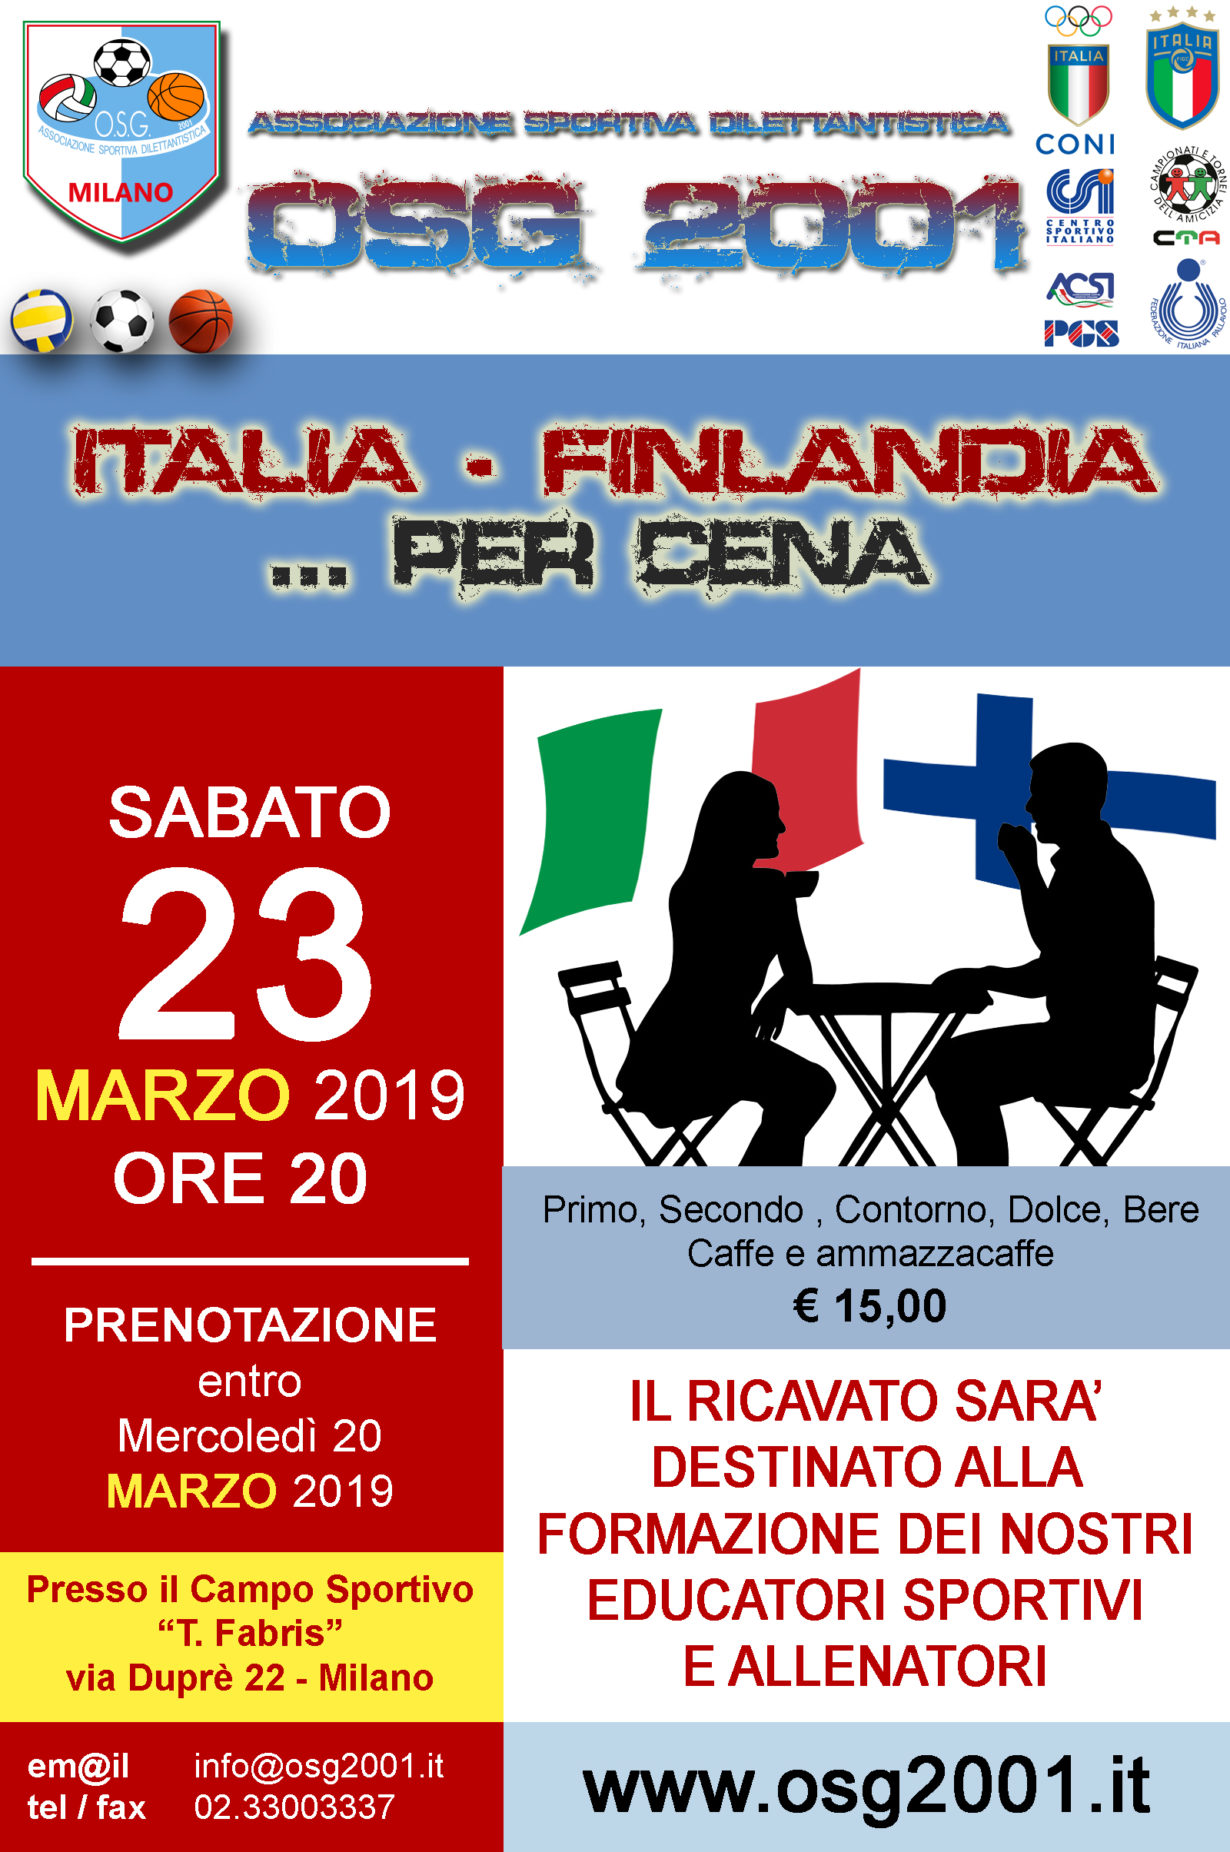 O.S.G.
2001
ASSOCIAZIONE SPORTIVA DILETTANTISTICA
MILANO
ASSOCIAZIONE SPORTIVA DILETTANTISTICA
OSG 2001
ITALIA
CONI
ITALIA
FIGC
CSI
CENTRO
SPORTIVO
ITALIANO
CAMPIONATI E TORNEI
DELL'AMICIZIA
CTA
ACSI
PGS
FEDERAZIONE ITALIANA PALLAVOLO
ITALIA - FINLANDIA
... PER CENA
SABATO
23
MARZO 2019
ORE 20
PRENOTAZIONE
entro
Mercoledì 20
MARZO 2019
Presso il Campo Sportivo
“T. Fabris”
via Duprè 22 - Milano
em@il info@osg2001.it
tel / fax 02.33003337
Primo, Secondo , Contorno, Dolce, Bere
Caffe e ammazzacaffe
€ 15,00
IL RICAVATO SARA’
DESTINATO ALLA
FORMAZIONE DEI NOSTRI
EDUCATORI SPORTIVI
E ALLENATORI
www.osg2001.it